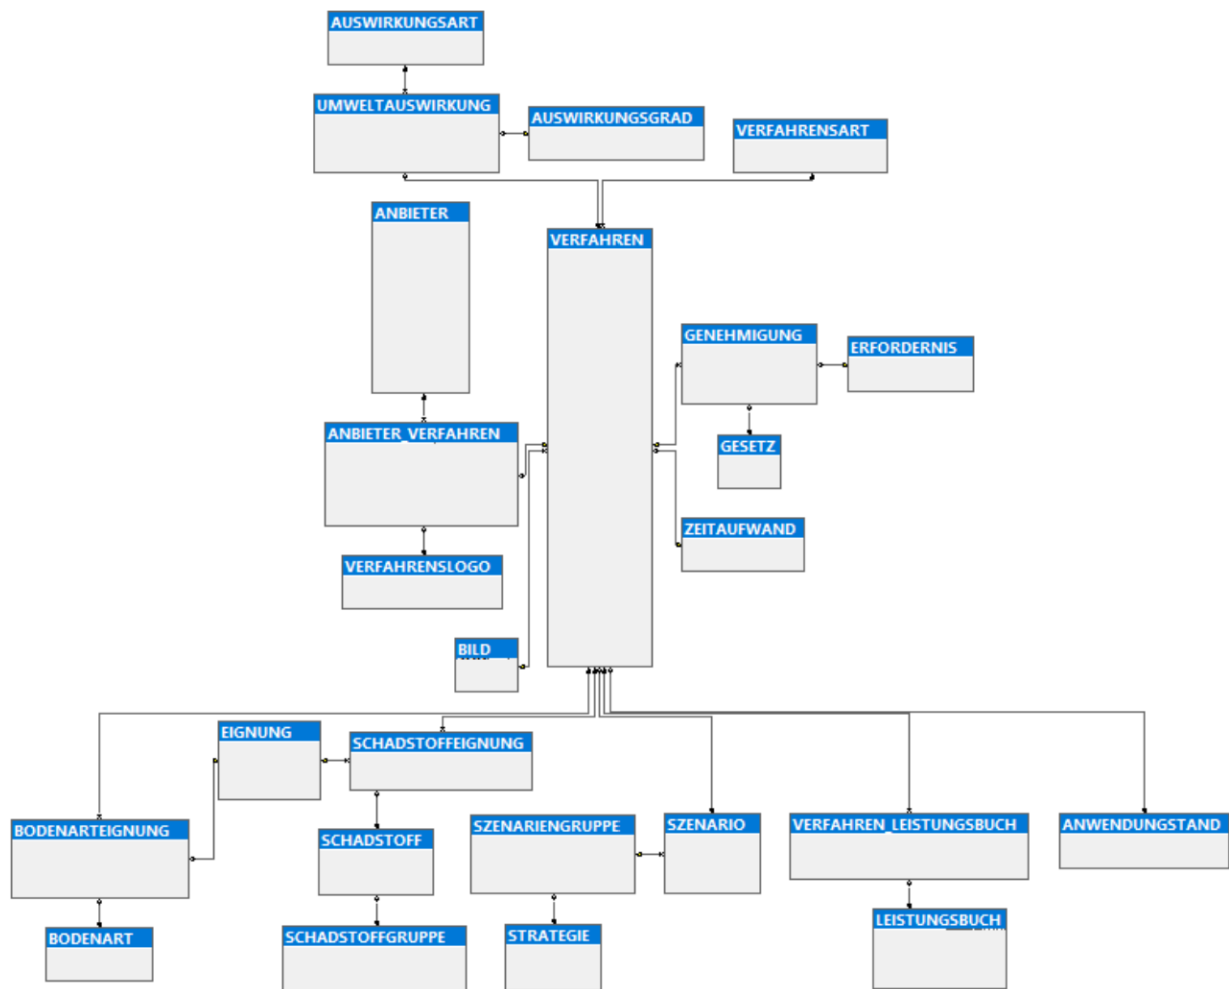 AUSWIRKUNGSART
UMWELTAUSWIRKUNG
AUSWIRKUNGSGRAD
VERFAHRENSART
ANBIETER
VERFAHREN
GENEHMIGUNG
ERFORDERNIS
ANBIETER_VERFAHREN
GESETZ
ZEITAUFWAND
VERFAHRENSLOGO
BILD
EIGNUNG
SCHADSTOFFEIGNUNG
BODENARTEIGNUNG
SCHADSTOFF
SZENARIENGRUPPE
SZENARIO
VERFAHREN_LEISTUNGSBUCH
ANWENDUNGSTAND
BODENART
SCHADSTOFFGRUPPE
STRATEGIE
LEISTUNGSBUCH